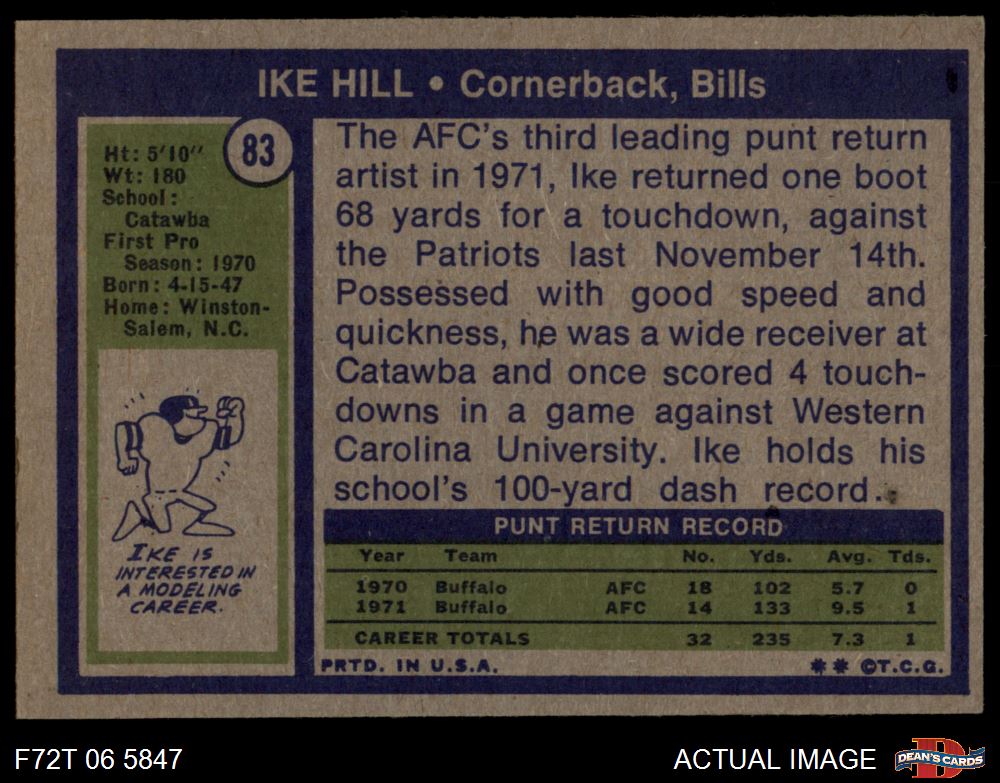 IKE HILL • Cornerback, Bills
83
Ht: 5'10"
Wt: 180
School:
Catawba
First Pro
Season: 1970
Born: 4-15-47
Home: Winston-
Salem, N.C.
IKE IS
INTERESTED IN
A MODELING
CAREER.
The AFC's third leading punt return
artist in 1971, Ike returned one boot
68 yards for a touchdown, against
the Patriots last November 14th.
Possessed with good speed and
quickness, he was a wide receiver at
Catawba and once scored 4 touch-
downs in a game against Western
Carolina University. Ike holds his
school's 100-yard dash record.
PUNT RETURN RECORD
Year Team No. Yds. Avg. Tds.
1970 Buffalo AFC 18 102 5.7 0
1971 Buffalo AFC 14 133 9.5 1
CAREER TOTALS 32 235 7.3 1
PRTD. IN U.S.A. ** ©T.C.G.
F72T 06 5847 ACTUAL IMAGE D DEAN'S CARDS